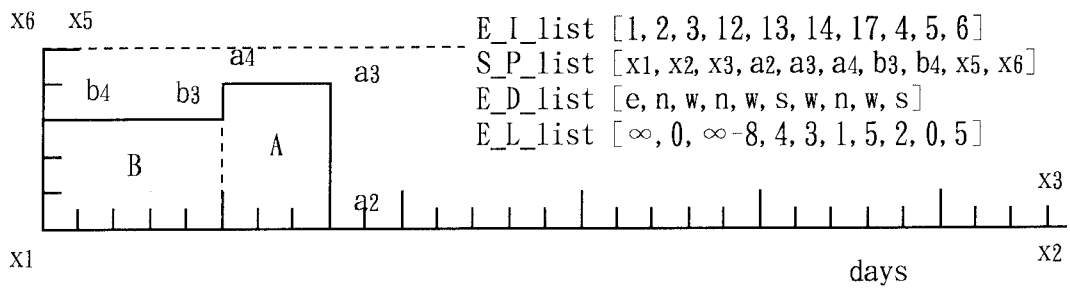 x6 x5
E_I_list [1, 2, 3, 12, 13, 14, 17, 4, 5, 6]
a4
S_P_list [x1, x2, x3, a2, a3, a4, b3, b4, x5, x6]
a3
b4 b3
E_D_list [e, n, w, n, w, s, w, n, w, s]
E_L_list [∞, 0, ∞-8, 4, 3, 1, 5, 2, 0, 5]
B A
x3
a2
x1 x2
days